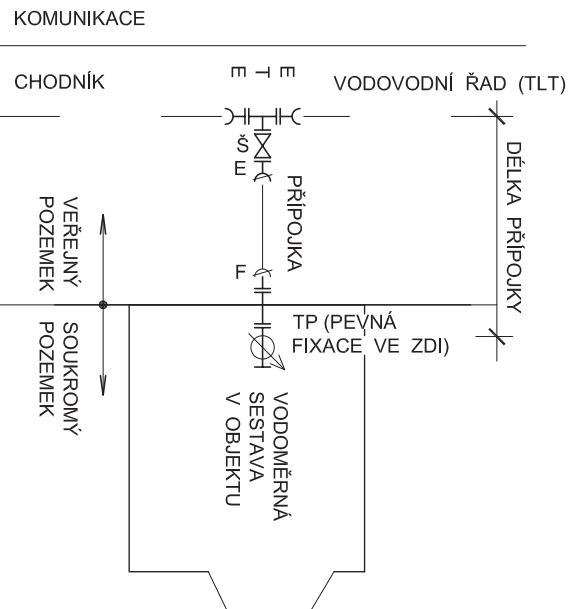 KOMUNIKACE
CHODNÍK
E T E
VODOVODNÍ ŘAD (TLT)
Š
E
PŘÍPOJKA
DÉLKA PŘÍPOJKY
VEŘEJNÝ
POZEMEK
F
SOUKROMÝ
POZEMEK
TP (PEVNÁ
FIXACE VE ZDI)
VODOMĚRNÁ
SESTAVA
V OBJEKTU